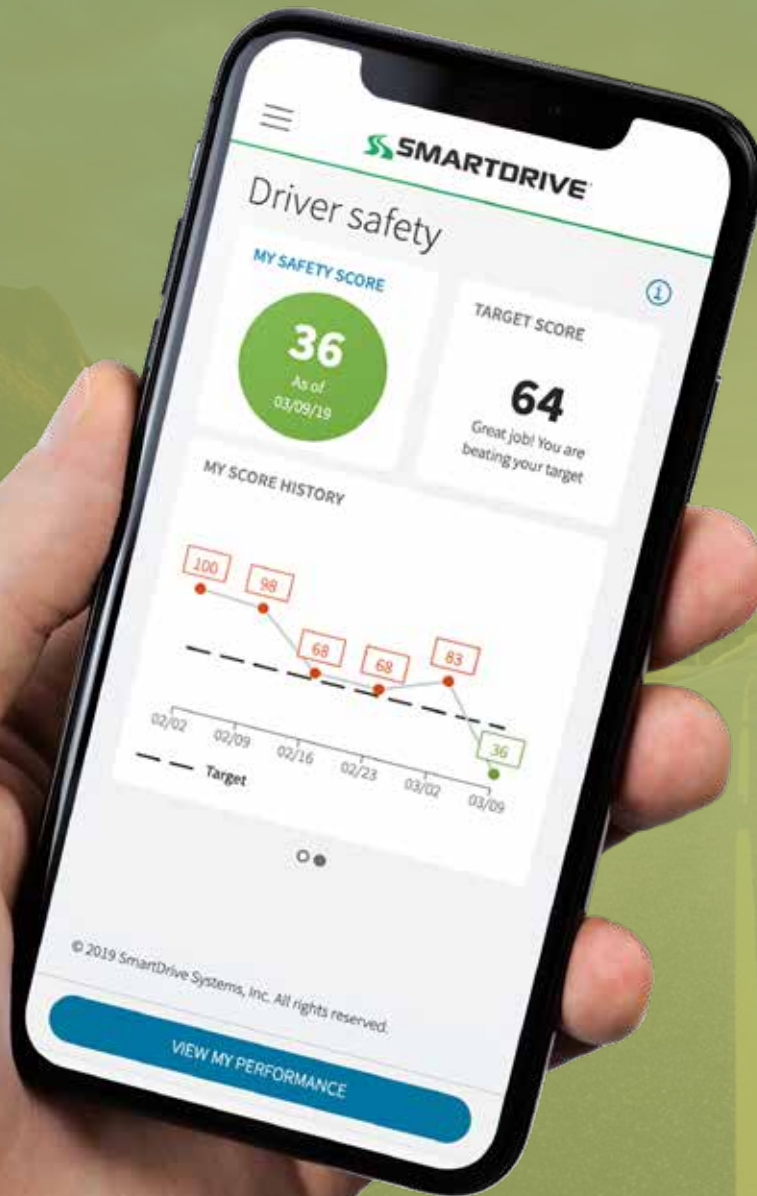 SMARTDRIVE
Driver safety
MY SAFETY SCORE
36
As of
03/09/19
TARGET SCORE
64
Great job! You are
beating your target
MY SCORE HISTORY
100
98
68
68
83
36
02/02
02/09
02/16
02/23
03/02
03/09
Target
© 2019 SmartDrive Systems, Inc. All rights reserved.
VIEW MY PERFORMANCE